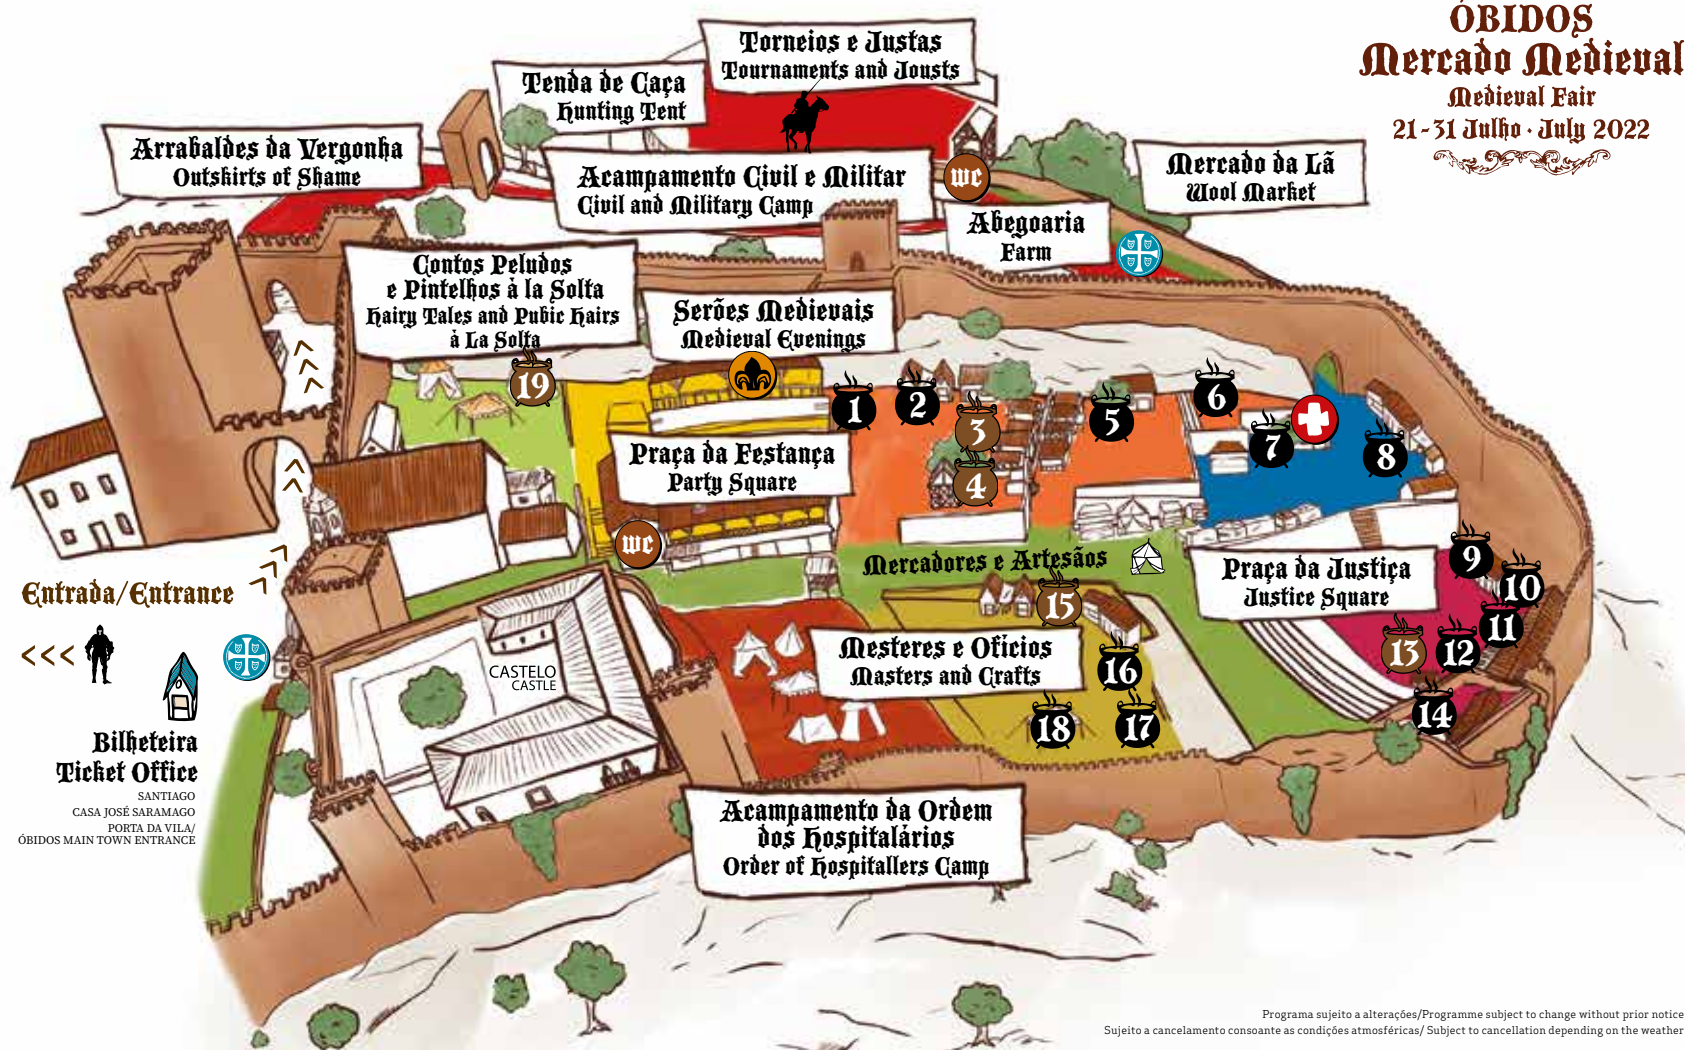 ÓBIDOS
Mercado Medieval
Medieval Fair
21-31 Julho · July 2022
Torneios e Justas
Tournaments and Jousts
Tenda de Caça
Hunting Tent
Arrabaldes da Vergonha
Outskirts of Shame
Acampamento Civil e Militar
Civil and Military Camp
WC
Mercado da Lã
Wool Market
Abegoaria
Farm
Contos Peludos
e Pintelhos à la Solta
Hairy Tales and Pubic Hairs
à La Solta
Serões Medievais
Medieval Evenings
19
1
2
3
4
5
6
7
8
Praça da Festança
Party Square
WC
Mercadores e Artesãos
Praça da Justiça
Justice Square
9
10
11
12
13
14
Entrada/Entrance
<<<
15
Mesteres e Ofícios
Masters and Crafts
16
17
18
CASTELO
CASTLE
Bilheteira
Ticket Office
SANTIAGO
CASA JOSÉ SARAMAGO
PORTA DA VILA/
ÓBIDOS MAIN TOWN ENTRANCE
Acampamento da Ordem
dos Hospitalários
Order of Hospitallers Camp
Programa sujeito a alterações/Programme subject to change without prior notice
Sujeito a cancelamento consoante as condições atmosféricas/ Subject to cancellation depending on the weather